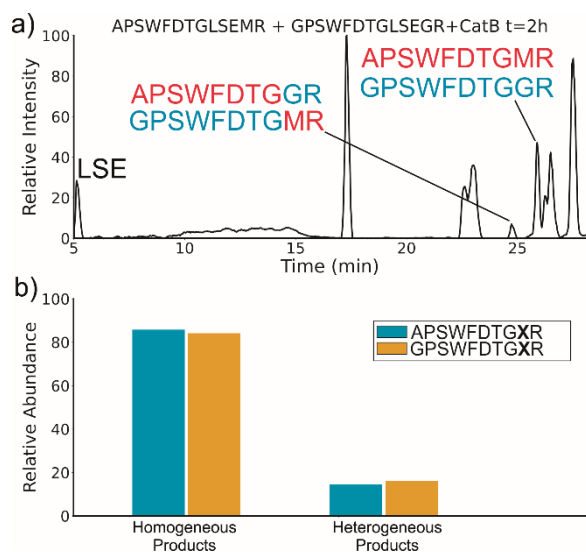 a)
APSWFDTGLSEMR + GPSWFDTGLSEGR+CatB t=2h
Relative Intensity
100
80
60
40
20
0
APSWFDTGGR
GPSWFDTGMR
APSWFDTGMR
GPSWFDTGGR
LSE
5
10
15
20
25
Time (min)
b)
Relative Abundance
100
80
60
40
20
0
APSWFDTGXR
GPSWFDTGXR
Homogeneous
Products
Heterogeneous
Products